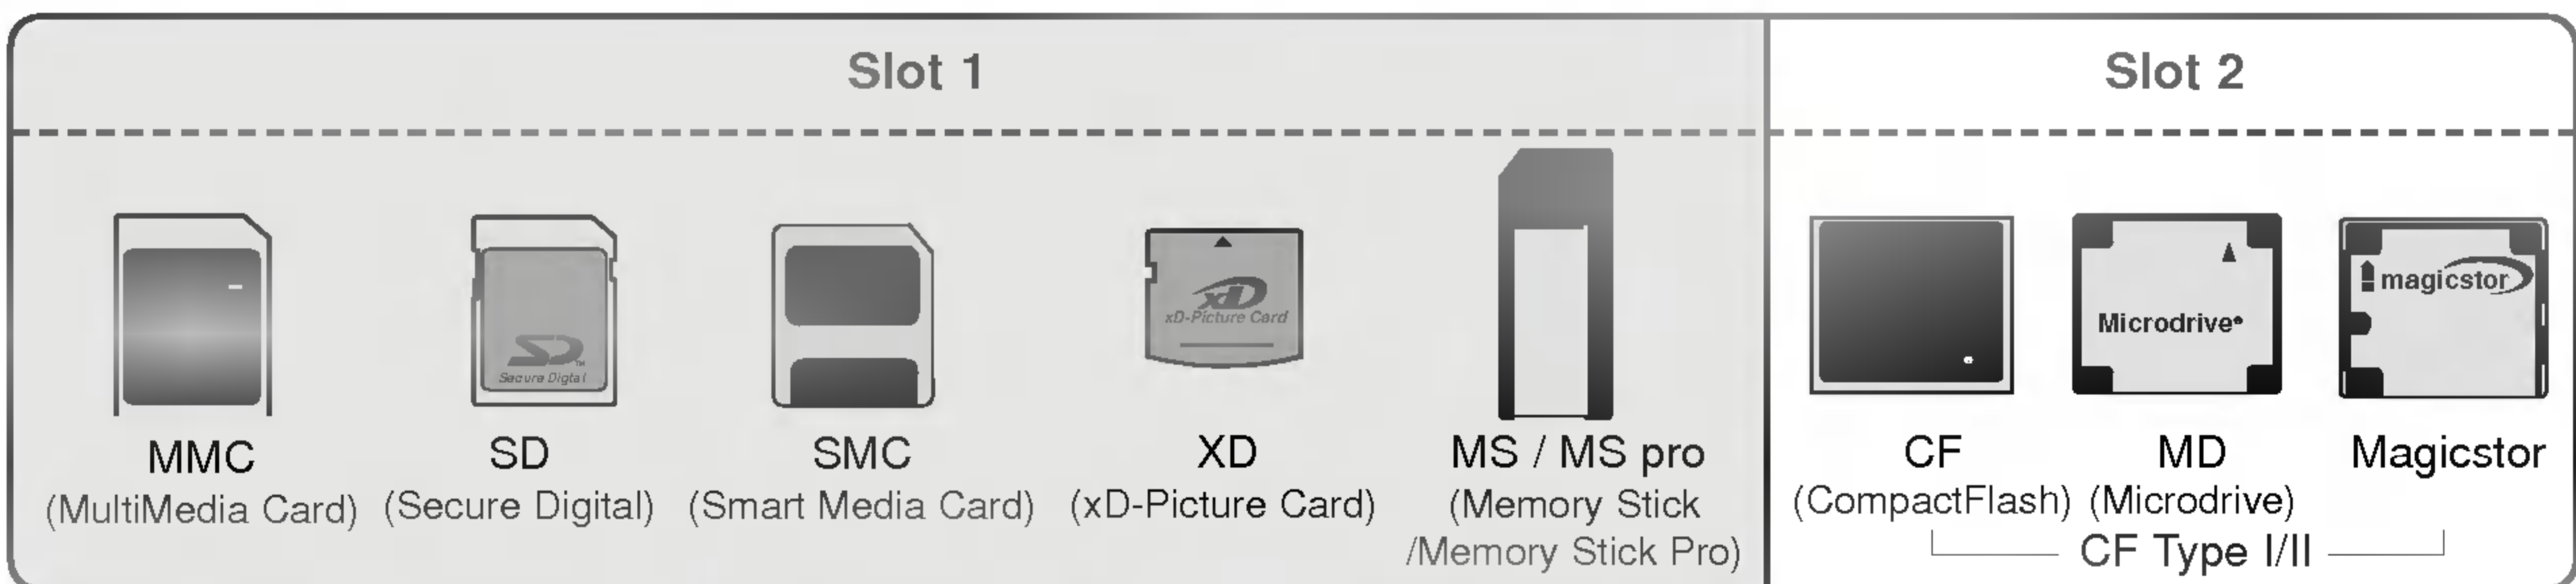 Slot 1
Slot 2
SD™
Secure Digtal
xD
xD-Picture Card
Microdrive
magicstor
MMC
(MultiMedia Card)
SD
(Secure Digital)
SMC
(Smart Media Card)
XD
(xD-Picture Card)
MS / MS pro
(Memory Stick
/Memory Stick Pro)
CF
(CompactFlash)
MD
(Microdrive)
Magicstor
CF Type I/II